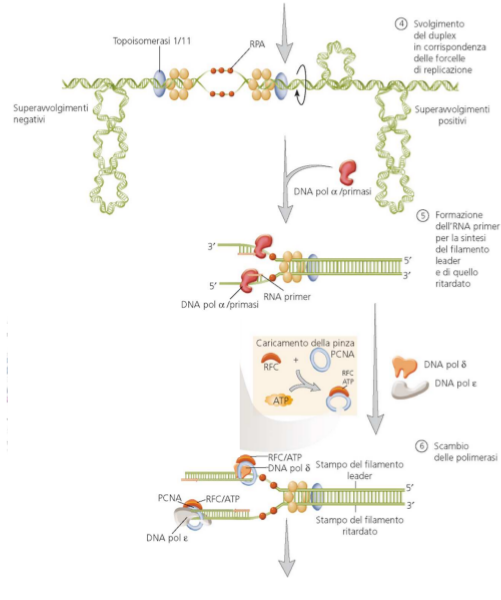 ④ Svolgimento
del duplex
in corrispondenza
delle forcelle
di replicazione
Topoisomerasi 1/11
RPA
Superavvolgimenti
negativi
Superavvolgimenti
positivi
DNA pol α /primasi
⑤ Formazione
dell'RNA primer
per la sintesi
del filamento
leader
e di quello
ritardato
3'
5'
5'
3'
RNA primer
DNA pol α /primasi
Caricamento della pinza
RFC
+
PCNA
RFC
ATP
ATP
DNA pol δ
DNA pol ε
⑥ Scambio
delle polimerasi
RFC/ATP
DNA pol δ
Stampo del filamento
leader
PCNA
RFC/ATP
5'
3'
Stampo del filamento
ritardato
DNA pol ε